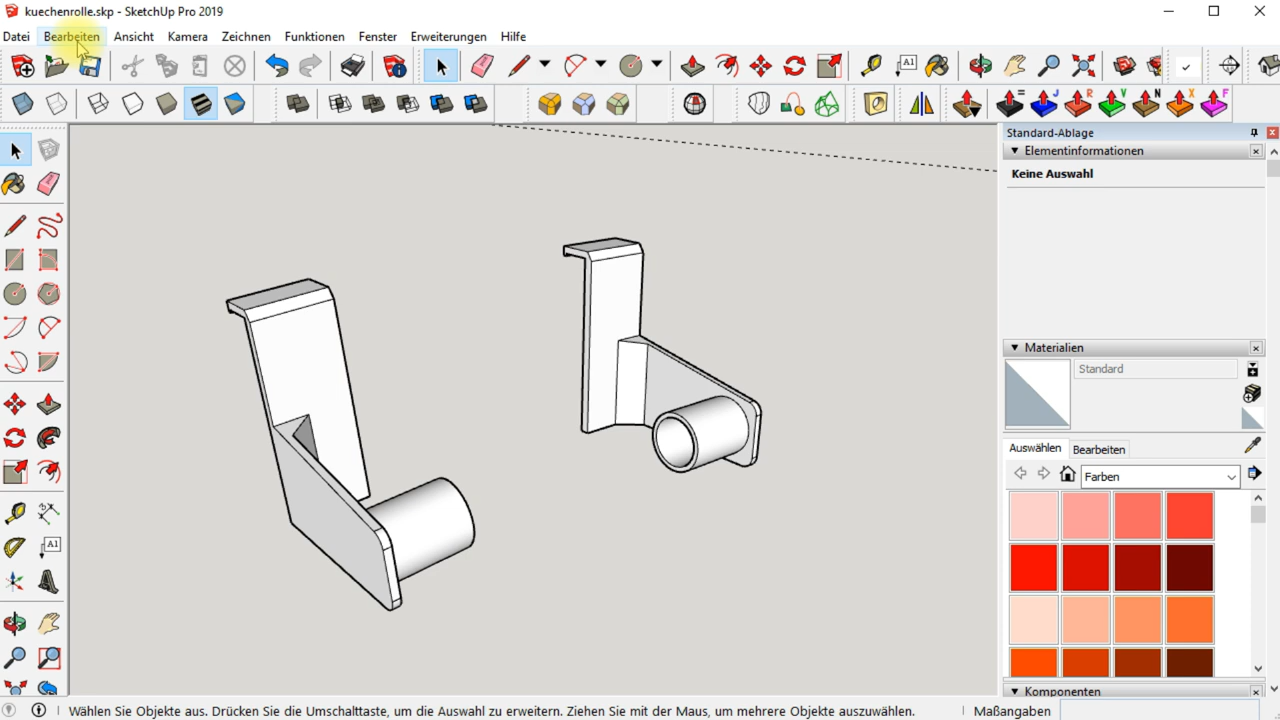 kuechenrolle.skp - SketchUp Pro 2019
Datei Bearbeiten Ansicht Kamera Zeichnen Funktionen Fenster Erweiterungen Hilfe
A1
= J R V N X F
Standard-Ablage
Elementinformationen
Keine Auswahl
Materialien
Standard
Auswählen Bearbeiten
Farben
A1
Komponenten
Wählen Sie Objekte aus. Drücken Sie die Umschalttaste, um die Auswahl zu erweitern. Ziehen Sie mit der Maus, um mehrere Objekte auszuwählen.
Maßangaben